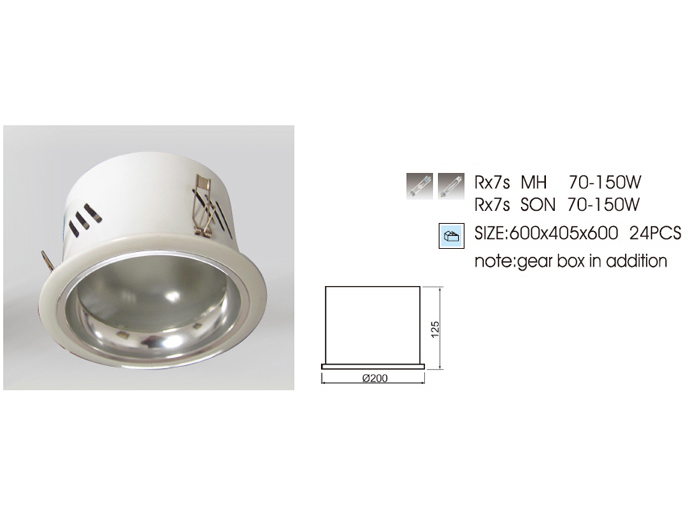 Rx7s MH 70-150W
Rx7s SON 70-150W
SIZE:600x405x600 24PCS
note:gear box in addition
125
Ø200